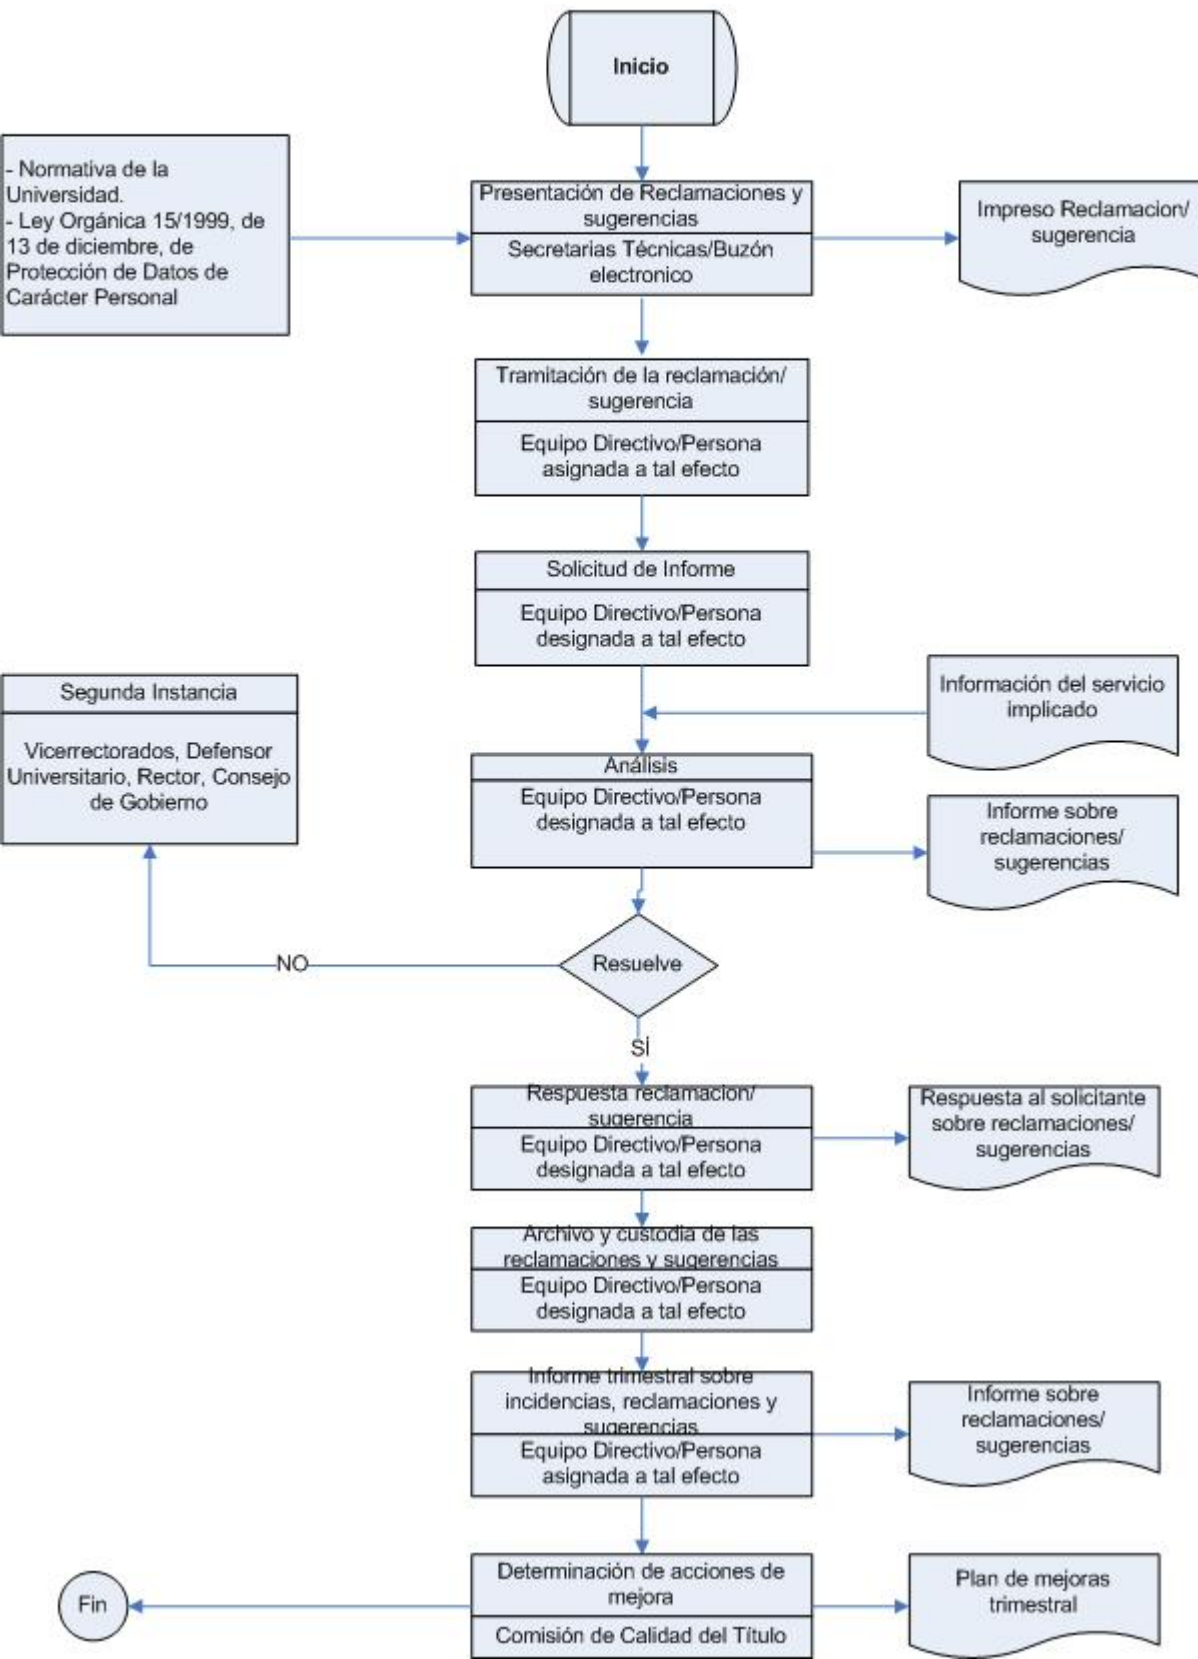 Inicio
- Normativa de la
Universidad.
- Ley Orgánica 15/1999, de
13 de diciembre, de
Protección de Datos de
Carácter Personal
Presentación de Reclamaciones y
sugerencias
Secretarias Técnicas/Buzón
electronico
Impreso Reclamacion/
sugerencia
Tramitación de la reclamación/
sugerencia
Equipo Directivo/Persona
asignada a tal efecto
Solicitud de Informe
Equipo Directivo/Persona
designada a tal efecto
Segunda Instancia
Vicerrectorados, Defensor
Universitario, Rector, Consejo
de Gobierno
Información del servicio
implicado
Análisis
Equipo Directivo/Persona
designada a tal efecto
Informe sobre
reclamaciones/
sugerencias
Resuelve
NO
SÍ
Respuesta reclamacion/
sugerencia
Equipo Directivo/Persona
designada a tal efecto
Respuesta al solicitante
sobre reclamaciones/
sugerencias
Archivo y custodia de las
reclamaciones y sugerencias
Equipo Directivo/Persona
designada a tal efecto
Informe trimestral sobre
incidencias, reclamaciones y
sugerencias
Equipo Directivo/Persona
asignada a tal efecto
Informe sobre
reclamaciones/
sugerencias
Determinación de acciones de
mejora
Comisión de Calidad del Título
Plan de mejoras
trimestral
Fin